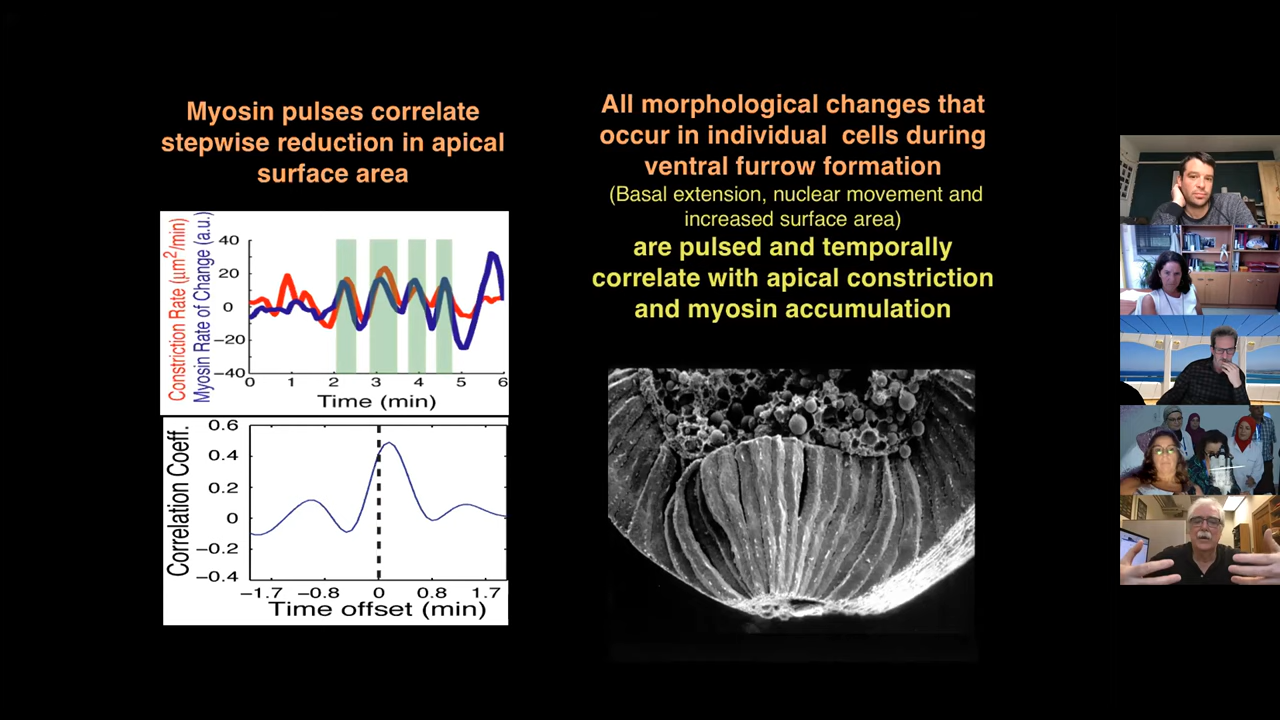 Myosin pulses correlate
stepwise reduction in apical
surface area
Constriction Rate (μm²/min)
Myosin Rate of Change (a.u.)
40
20
0
−20
−40
0 1 2 3 4 5 6
Time (min)
Correlation Coeff.
0.6
0.4
0.2
0
−0.2
−0.4
−1.7 −0.8 0 0.8 1.7
Time offset (min)
All morphological changes that
occur in individual cells during
ventral furrow formation
(Basal extension, nuclear movement and
increased surface area)
are pulsed and temporally
correlate with apical constriction
and myosin accumulation